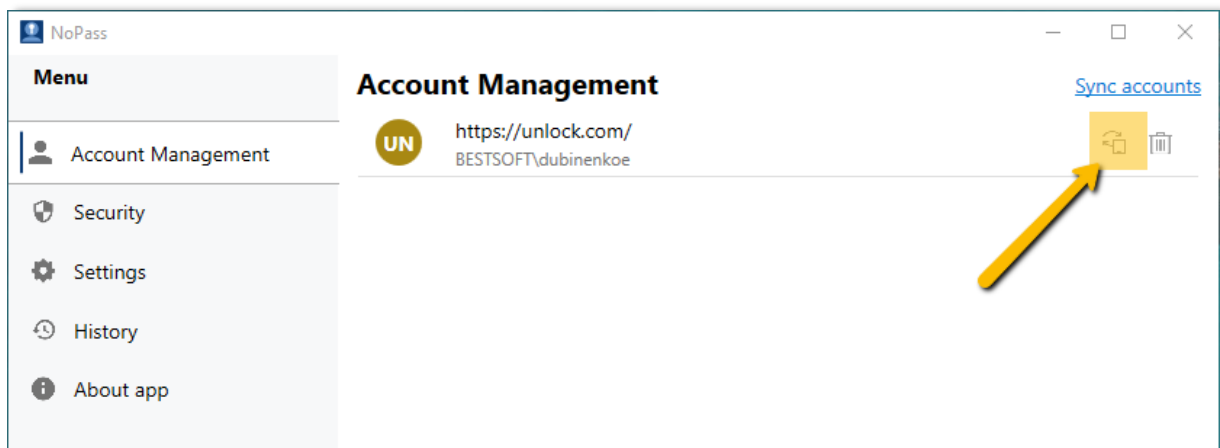 NoPass
Menu
Account Management
Security
Settings
History
About app
Account Management
Sync accounts
UN
https://unlock.com/
BESTSOFT\dubinenkoe